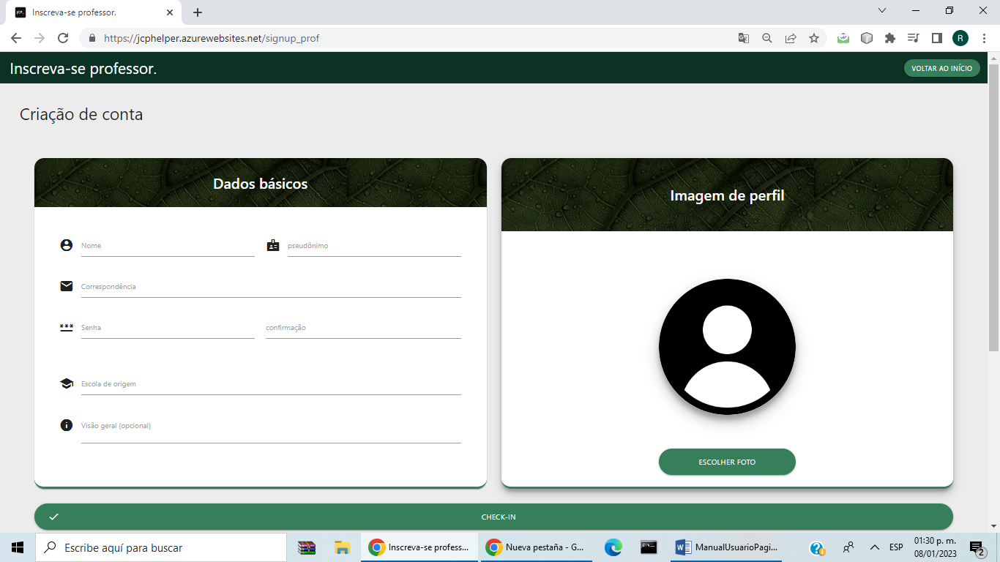 Inscreva-se professor.
https://jcphelper.azurewebsites.net/signup_prof
R
Inscreva-se professor.
VOLTAR AO INÍCIO
Criação de conta
Dados básicos
Nome
pseudônimo
Correspondência
Senha
confirmação
Escola de origem
Visão geral (opcional)
Imagem de perfil
ESCOLHER FOTO
CHECK-IN
Escribe aquí para buscar
Inscreva-se profess...
Nueva pestaña - G...
ManualUsuarioPagi...
ESP
01:30 p. m.
08/01/2023
2